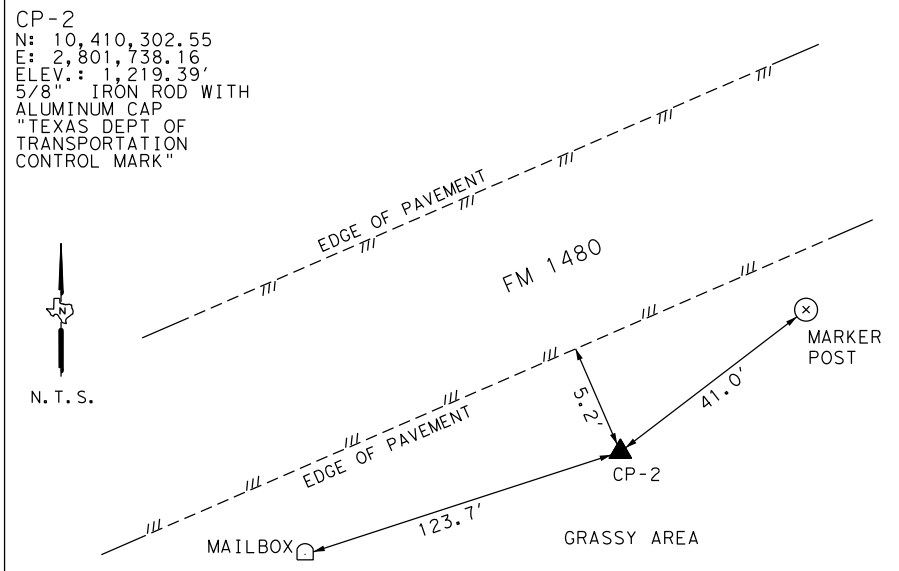 CP-2
N: 10,410,302.55
E: 2,801,738.16
ELEV.: 1,219.39'
5/8" IRON ROD WITH
ALUMINUM CAP
"TEXAS DEPT OF
TRANSPORTATION
CONTROL MARK"
EDGE OF PAVEMENT
FM 1480
N
N.T.S.
MARKER
POST
5.2'
41.0'
EDGE OF PAVEMENT
CP-2
123.7'
GRASSY AREA
MAILBOX